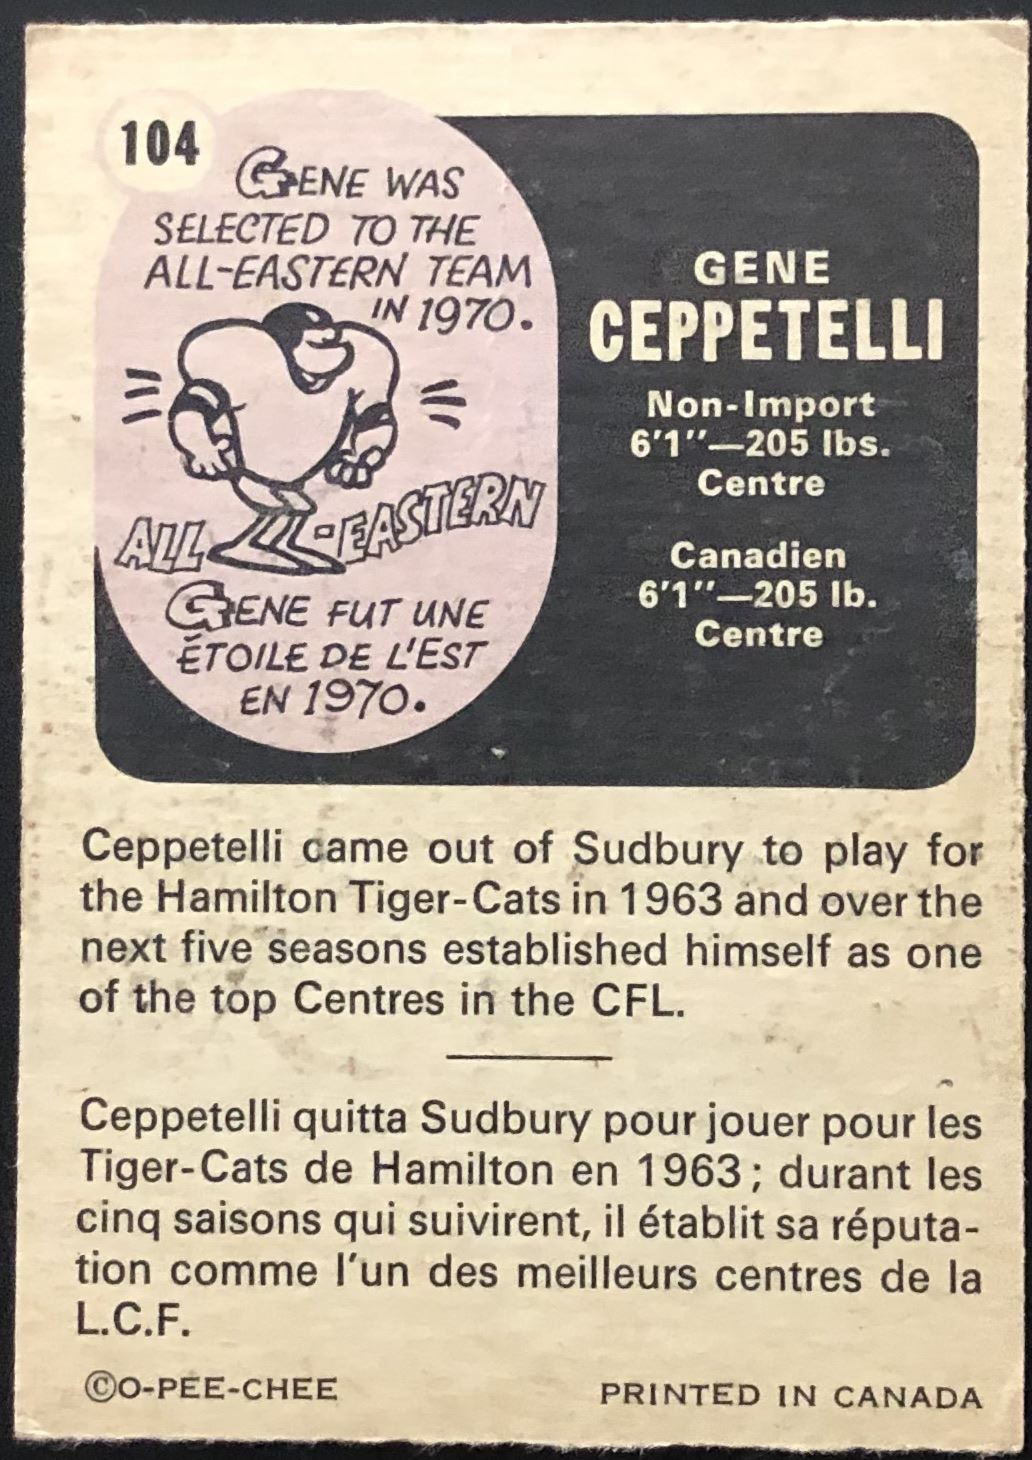 104
GENE WAS
SELECTED TO THE
ALL-EASTERN TEAM
IN 1970.
ALL-EASTERN
GENE FUT UNE
ÉTOILE DE L'EST
EN 1970.
GENE
CEPPETELLI
Non-Import
6'1"—205 lbs.
Centre
Canadien
6'1"—205 lb.
Centre
Ceppetelli came out of Sudbury to play for
the Hamilton Tiger-Cats in 1963 and over the
next five seasons established himself as one
of the top Centres in the CFL.
Ceppetelli quitta Sudbury pour jouer pour les
Tiger-Cats de Hamilton en 1963; durant les
cinq saisons qui suivirent, il établit sa réputa-
tion comme l'un des meilleurs centres de la
L.C.F.
©O-PEE-CHEE
PRINTED IN CANADA